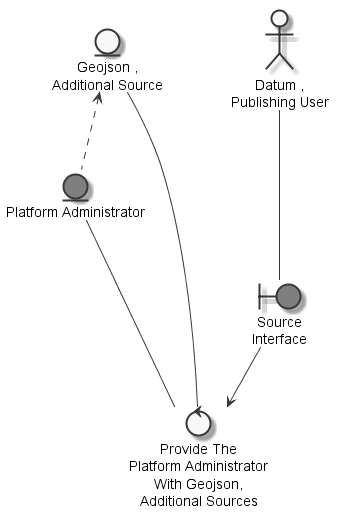 Geojson ,
Additional Source
Datum ,
Publishing User
Platform Administrator
Source
Interface
Provide The
Platform Administrator
With Geojson,
Additional Sources